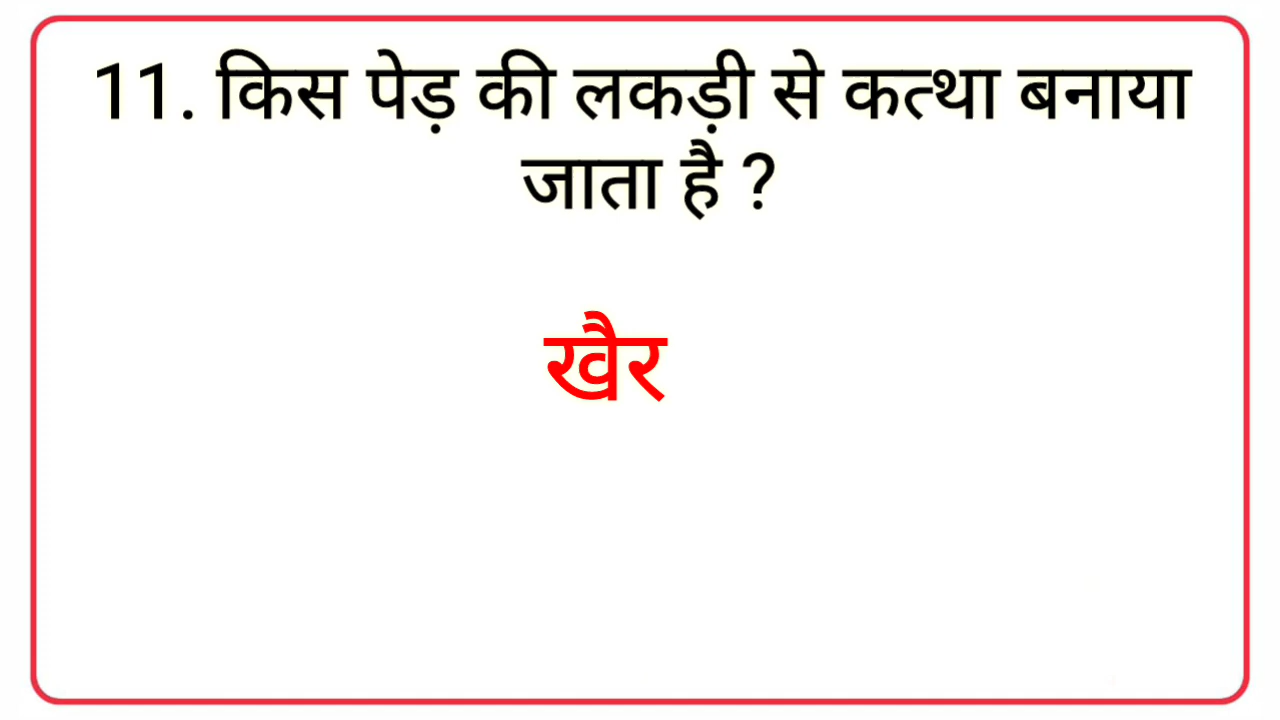 11. किस पेड़ की लकड़ी से कत्था बनाया
जाता है ?
खैर